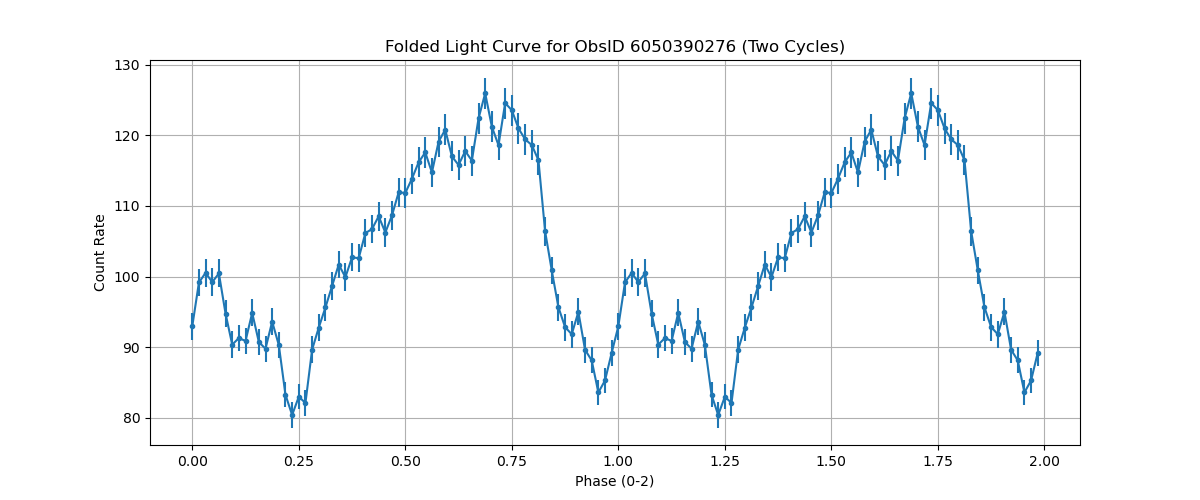 Folded Light Curve for ObsID 6050390276 (Two Cycles)
130
120
110
100
90
80
Count Rate
0.00 0.25 0.50 0.75 1.00 1.25 1.50 1.75 2.00
Phase (0-2)